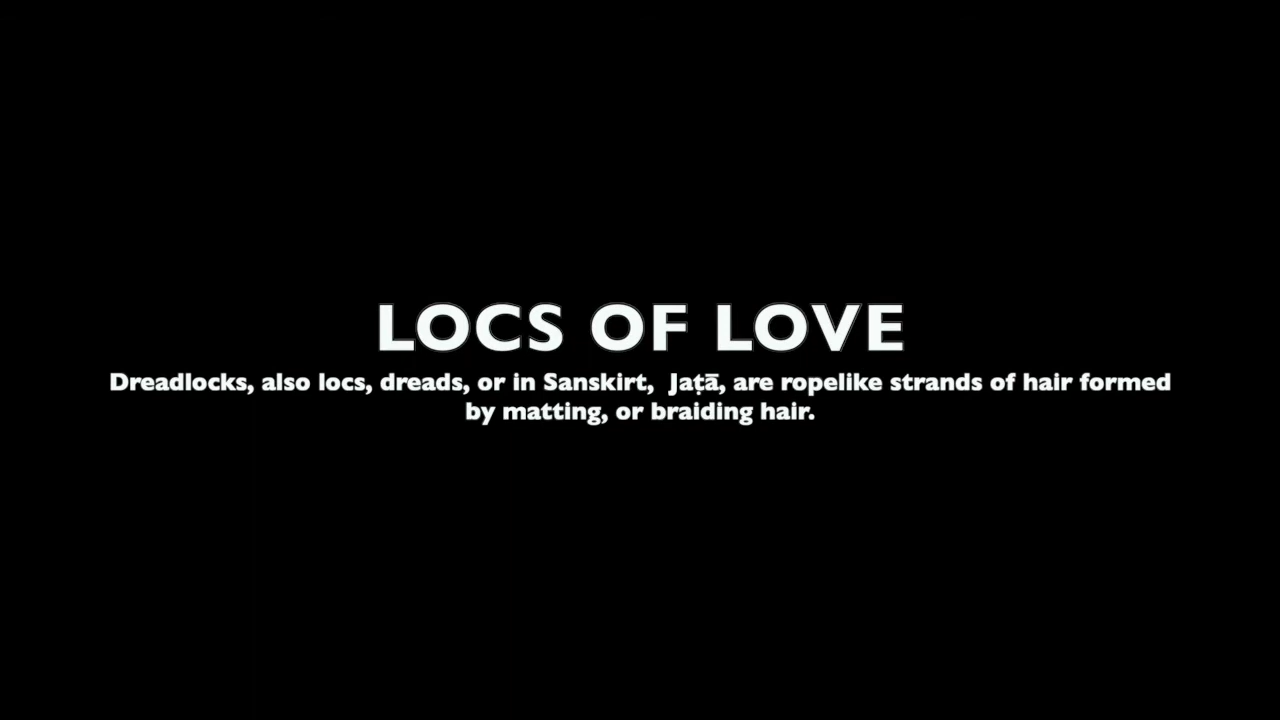 LOCS OF LOVE
Dreadlocks, also locs, dreads, or in Sanskirt,  Jaṭā, are ropelike strands of hair formed
by matting, or braiding hair.